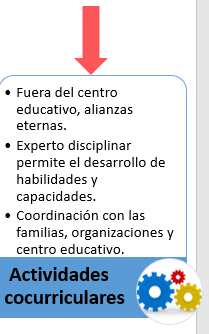 • Fuera del centro
educativo, alianzas
eternas.
• Experto disciplinar
permite el desarrollo de
habilidades y
capacidades.
• Coordinación con las
familias, organizaciones y
centro educativo.
Actividades
cocurriculares